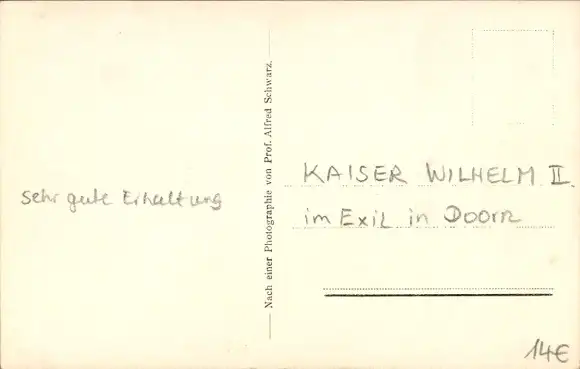 sehr gute Erhaltung
Nach einer Photographie von Prof. Alfred Schwarz.
KAISER WILHELM II.
im EXIL in DOORN
14€